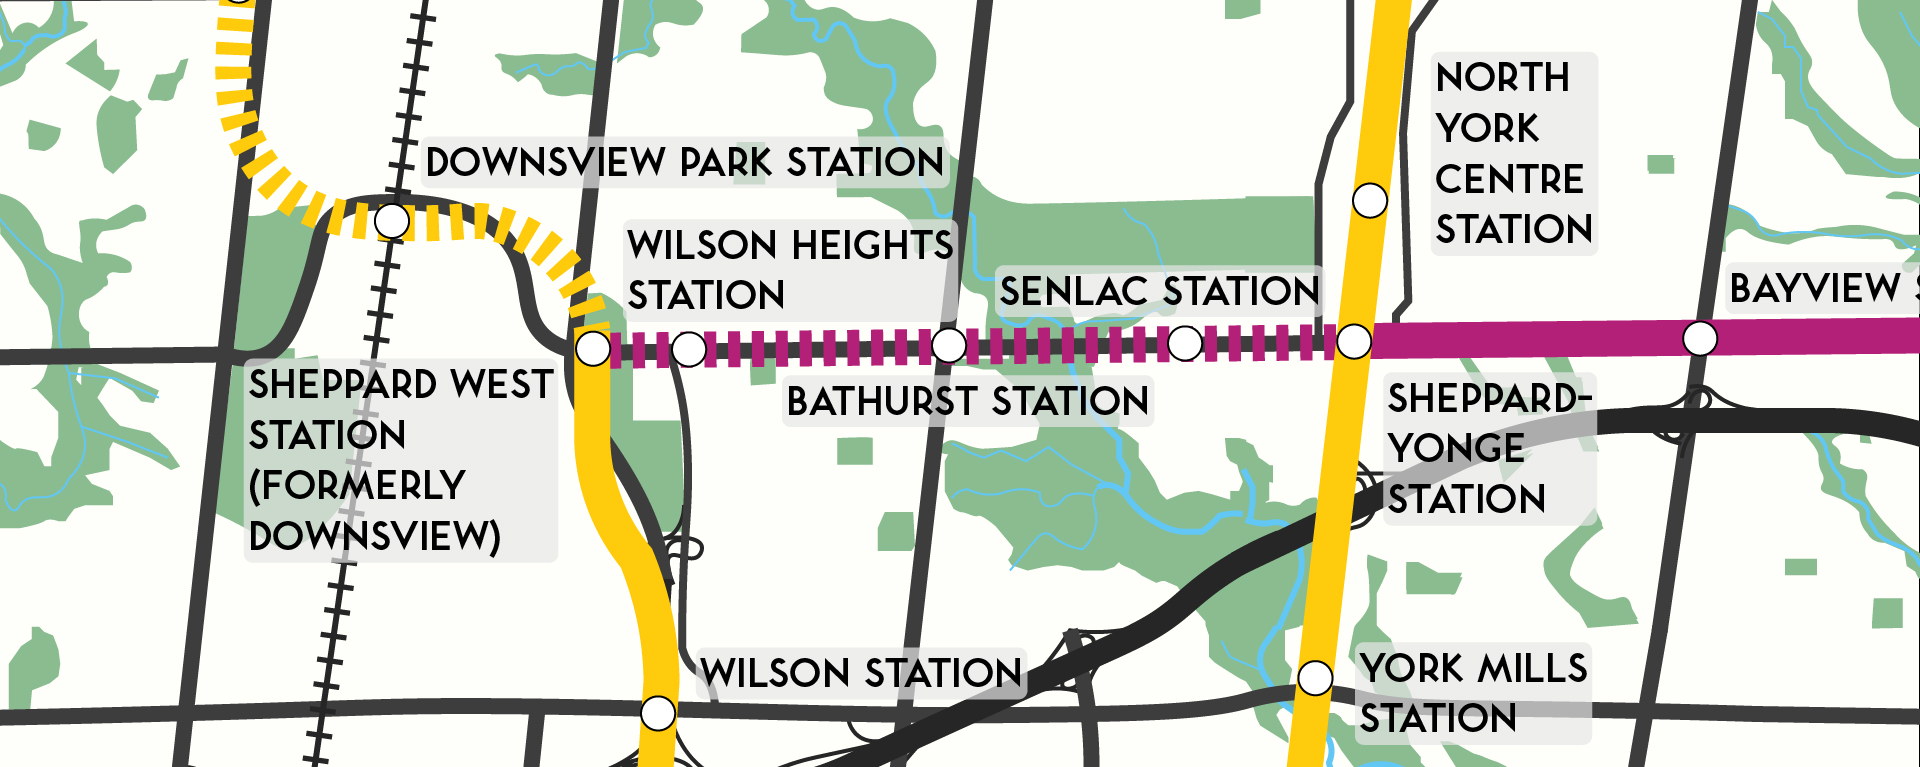 NORTH
YORK
CENTRE
STATION
DOWNSVIEW PARK STATION
WILSON HEIGHTS
STATION
SENLAC STATION
BAYVIEW
SHEPPARD WEST
STATION
(FORMERLY
DOWNSVIEW)
BATHURST STATION
SHEPPARD-
YONGE
STATION
WILSON STATION
YORK MILLS
STATION